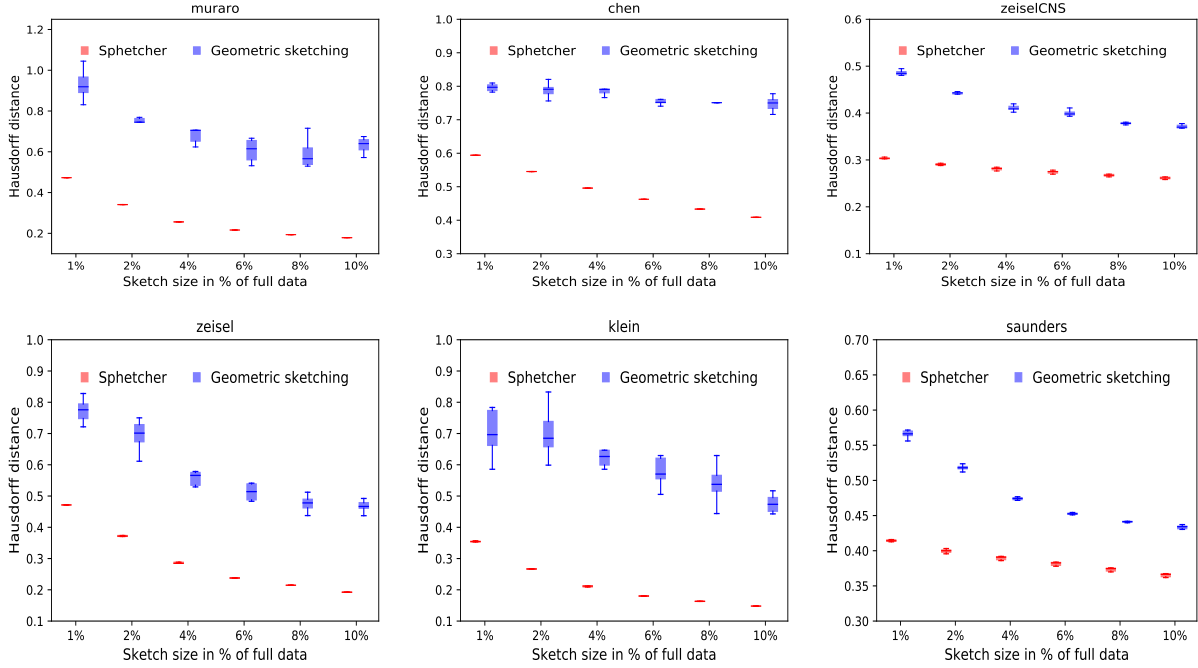 muraro
Sphetcher Geometric sketching
Hausdorff distance
1.2
1.0
0.8
0.6
0.4
0.2
1% 2% 4% 6% 8% 10%
Sketch size in % of full data
chen
Sphetcher Geometric sketching
Hausdorff distance
1.0
0.9
0.8
0.7
0.6
0.5
0.4
0.3
1% 2% 4% 6% 8% 10%
Sketch size in % of full data
zeiselCNS
Sphetcher Geometric sketching
Hausdorff distance
0.6
0.5
0.4
0.3
0.2
0.1
1% 2% 4% 6% 8% 10%
Sketch size in % of full data
zeisel
Sphetcher Geometric sketching
Hausdorff distance
1.0
0.9
0.8
0.7
0.6
0.5
0.4
0.3
0.2
0.1
1% 2% 4% 6% 8% 10%
Sketch size in % of full data
klein
Sphetcher Geometric sketching
Hausdorff distance
1.0
0.9
0.8
0.7
0.6
0.5
0.4
0.3
0.2
0.1
1% 2% 4% 6% 8% 10%
Sketch size in % of full data
saunders
Sphetcher Geometric sketching
Hausdorff distance
0.70
0.65
0.60
0.55
0.50
0.45
0.40
0.35
0.30
1% 2% 4% 6% 8% 10%
Sketch size in % of full data